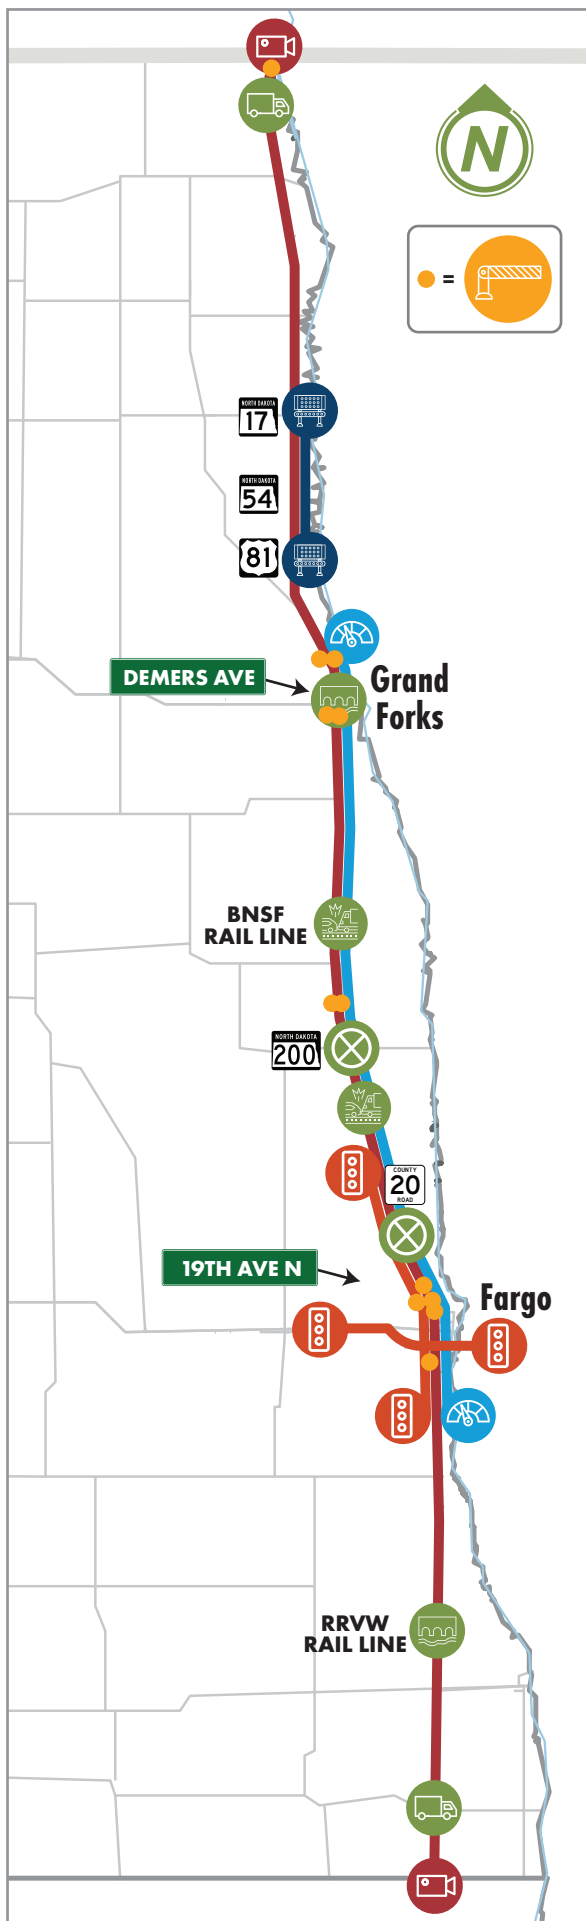 N
=
NORTH DAKOTA
17
NORTH DAKOTA
54
81
DEMERS AVE
Grand
Forks
BNSF
RAIL LINE
NORTH DAKOTA
200
COUNTY
20
ROAD
19TH AVE N
Fargo
RRVW
RAIL LINE